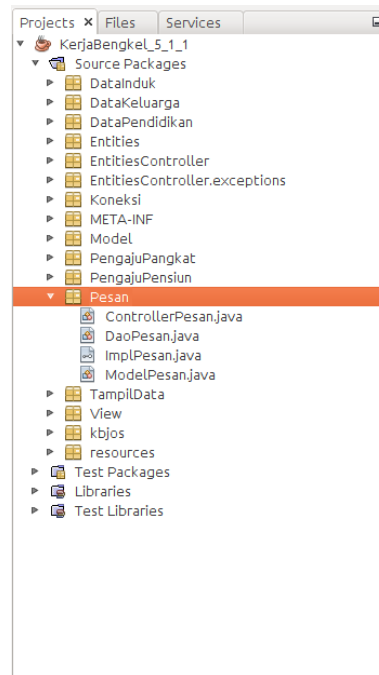 Projects Files Services
KerjaBengkel_5_1_1
Source Packages
DataInduk
DataKeluarga
DataPendidikan
Entities
EntitiesController
EntitiesController.exceptions
Koneksi
META-INF
Model
PengajuPangkat
PengajuPensiun
Pesan
ControllerPesan.java
DaoPesan.java
ImplPesan.java
ModelPesan.java
TampilData
View
kbjos
resources
Test Packages
Libraries
Test Libraries